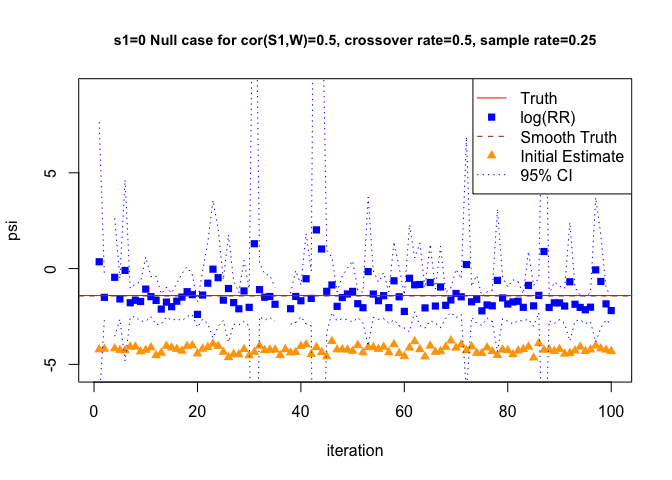 s1=0 Null case for cor(S1,W)=0.5, crossover rate=0.5, sample rate=0.25
Truth
log(RR)
Smooth Truth
Initial Estimate
95% CI
psi
5
0
-5
0
20
40
60
80
100
iteration